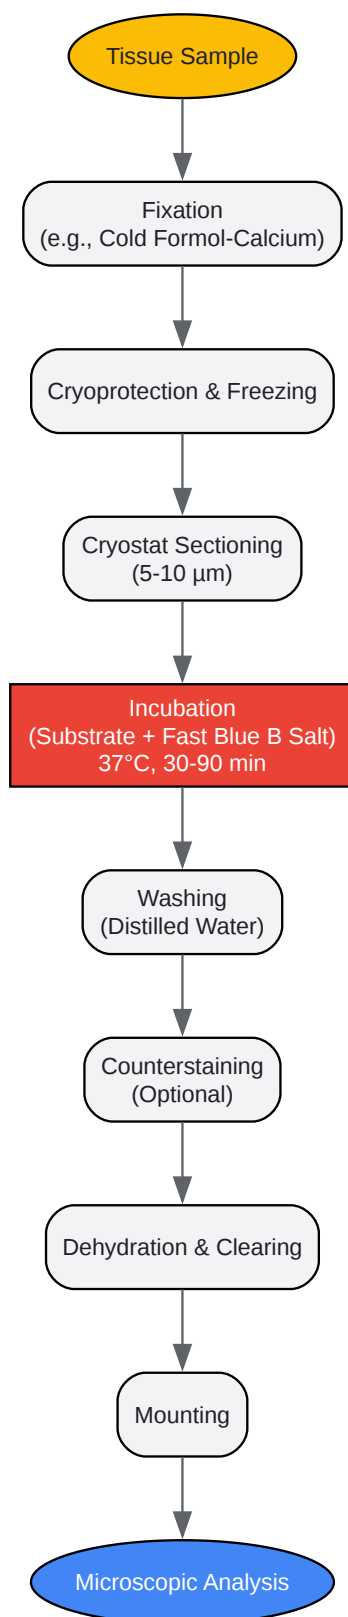 Tissue Sample
Fixation
(e.g., Cold Formol-Calcium)
Cryoprotection & Freezing
Cryostat Sectioning
(5-10 µm)
Incubation
(Substrate + Fast Blue B Salt)
37°C, 30-90 min
Washing
(Distilled Water)
Counterstaining
(Optional)
Dehydration & Clearing
Mounting
Microscopic Analysis